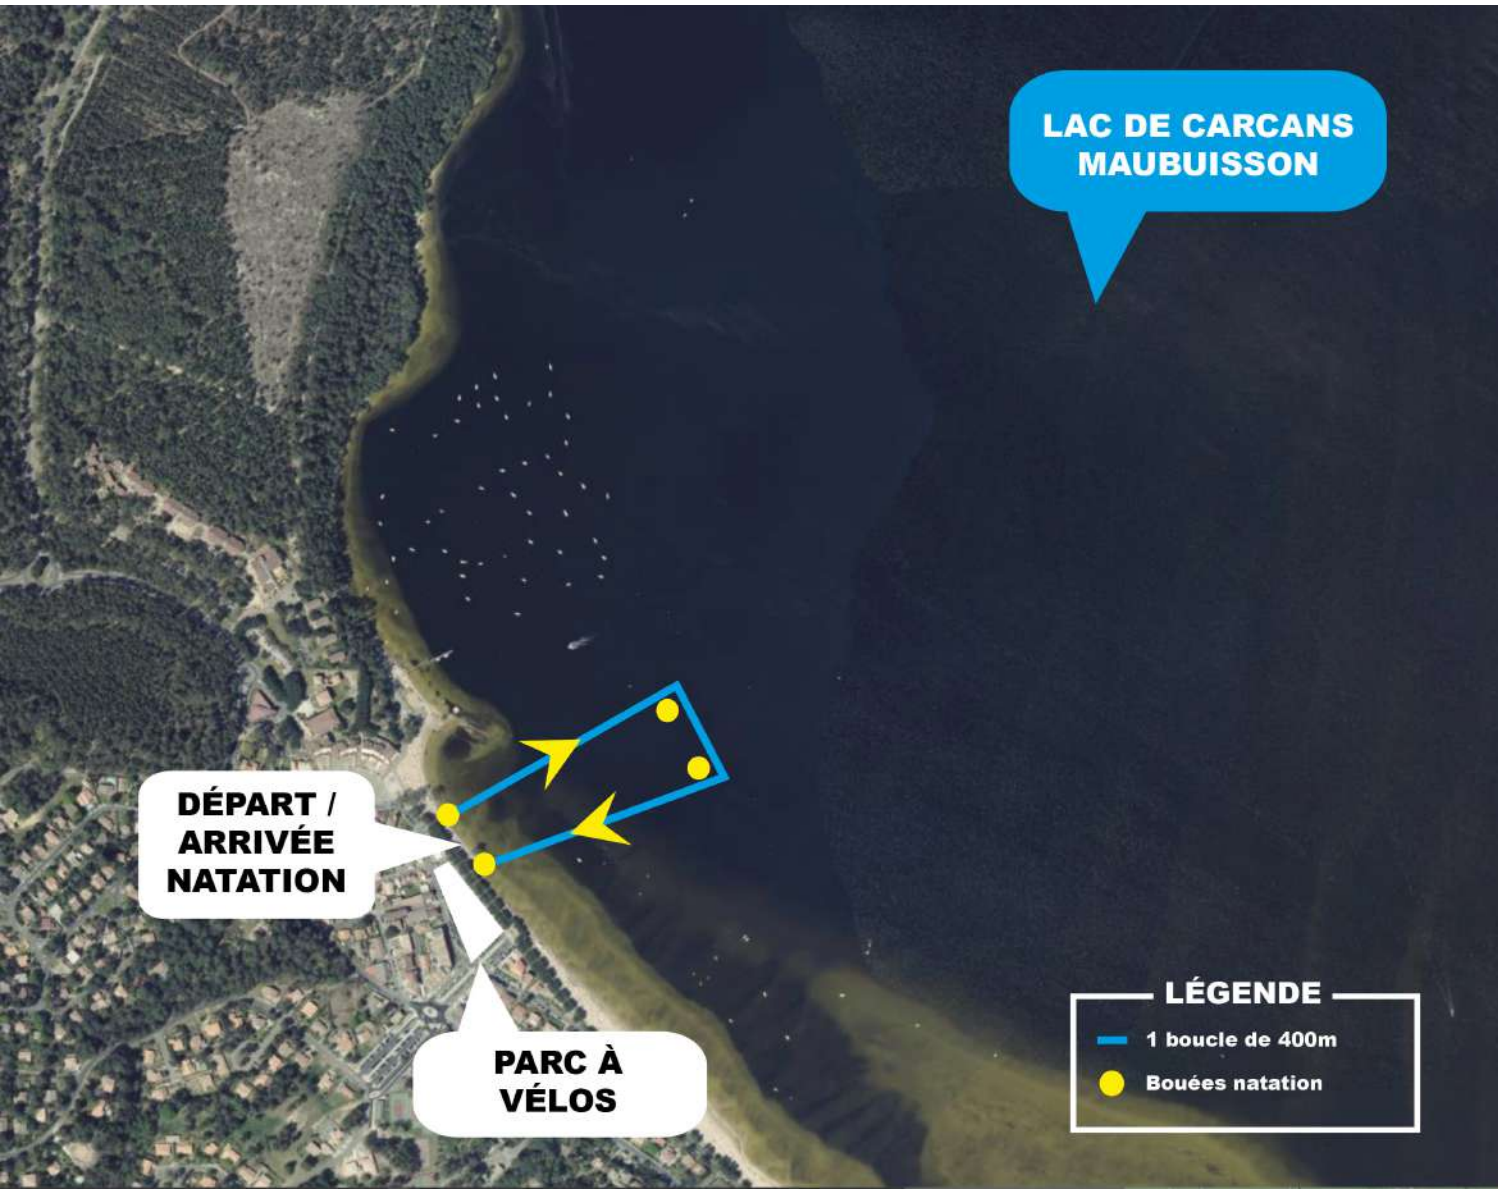 LAC DE CARCANS
MAUBUISSON
DÉPART /
ARRIVÉE
NATATION
PARC À
VÉLOS
LÉGENDE
1 boucle de 400m
Bouées natation